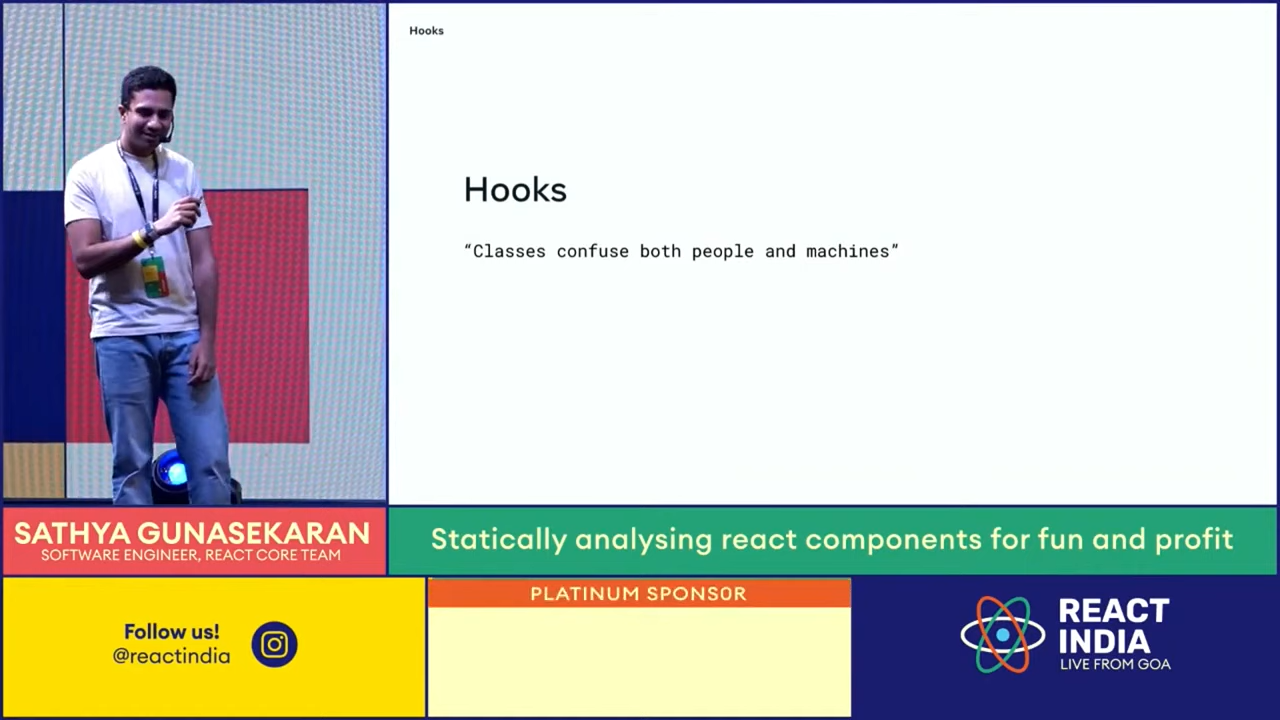 Hooks
Hooks
“Classes confuse both people and machines”
SATHYA GUNASEKARAN
SOFTWARE ENGINEER, REACT CORE TEAM
Statically analysing react components for fun and profit
PLATINUM SPONSOR
Follow us!
@reactindia
REACT
INDIA
LIVE FROM GOA